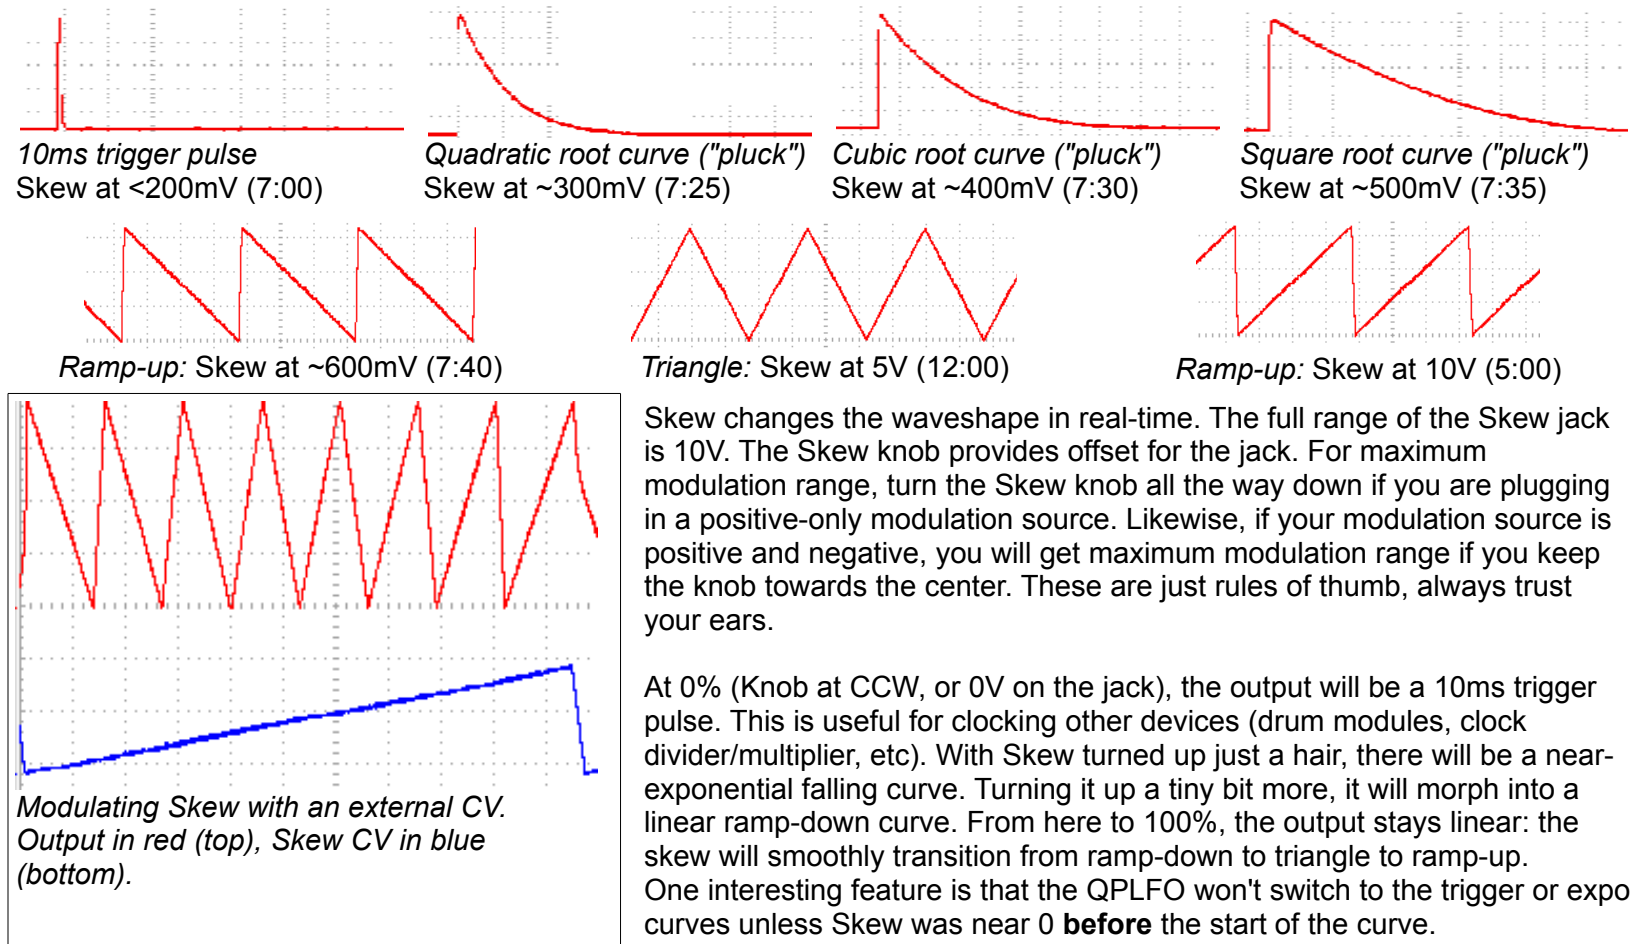 10ms trigger pulse
Skew at <200mV (7:00)
Quadratic root curve ("pluck")
Skew at ~300mV (7:25)
Cubic root curve ("pluck")
Skew at ~400mV (7:30)
Square root curve ("pluck")
Skew at ~500mV (7:35)
Ramp-up: Skew at ~600mV (7:40)
Triangle: Skew at 5V (12:00)
Ramp-up: Skew at 10V (5:00)
Modulating Skew with an external CV.
Output in red (top), Skew CV in blue
(bottom).
Skew changes the waveshape in real-time. The full range of the Skew jack
is 10V. The Skew knob provides offset for the jack. For maximum
modulation range, turn the Skew knob all the way down if you are plugging
in a positive-only modulation source. Likewise, if your modulation source is
positive and negative, you will get maximum modulation range if you keep
the knob towards the center. These are just rules of thumb, always trust
your ears.
At 0% (Knob at CCW, or 0V on the jack), the output will be a 10ms trigger
pulse. This is useful for clocking other devices (drum modules, clock
divider/multiplier, etc). With Skew turned up just a hair, there will be a near-
exponential falling curve. Turning it up a tiny bit more, it will morph into a
linear ramp-down curve. From here to 100%, the output stays linear: the
skew will smoothly transition from ramp-down to triangle to ramp-up.
One interesting feature is that the QPLFO won't switch to the trigger or expo
curves unless Skew was near 0 before the start of the curve.